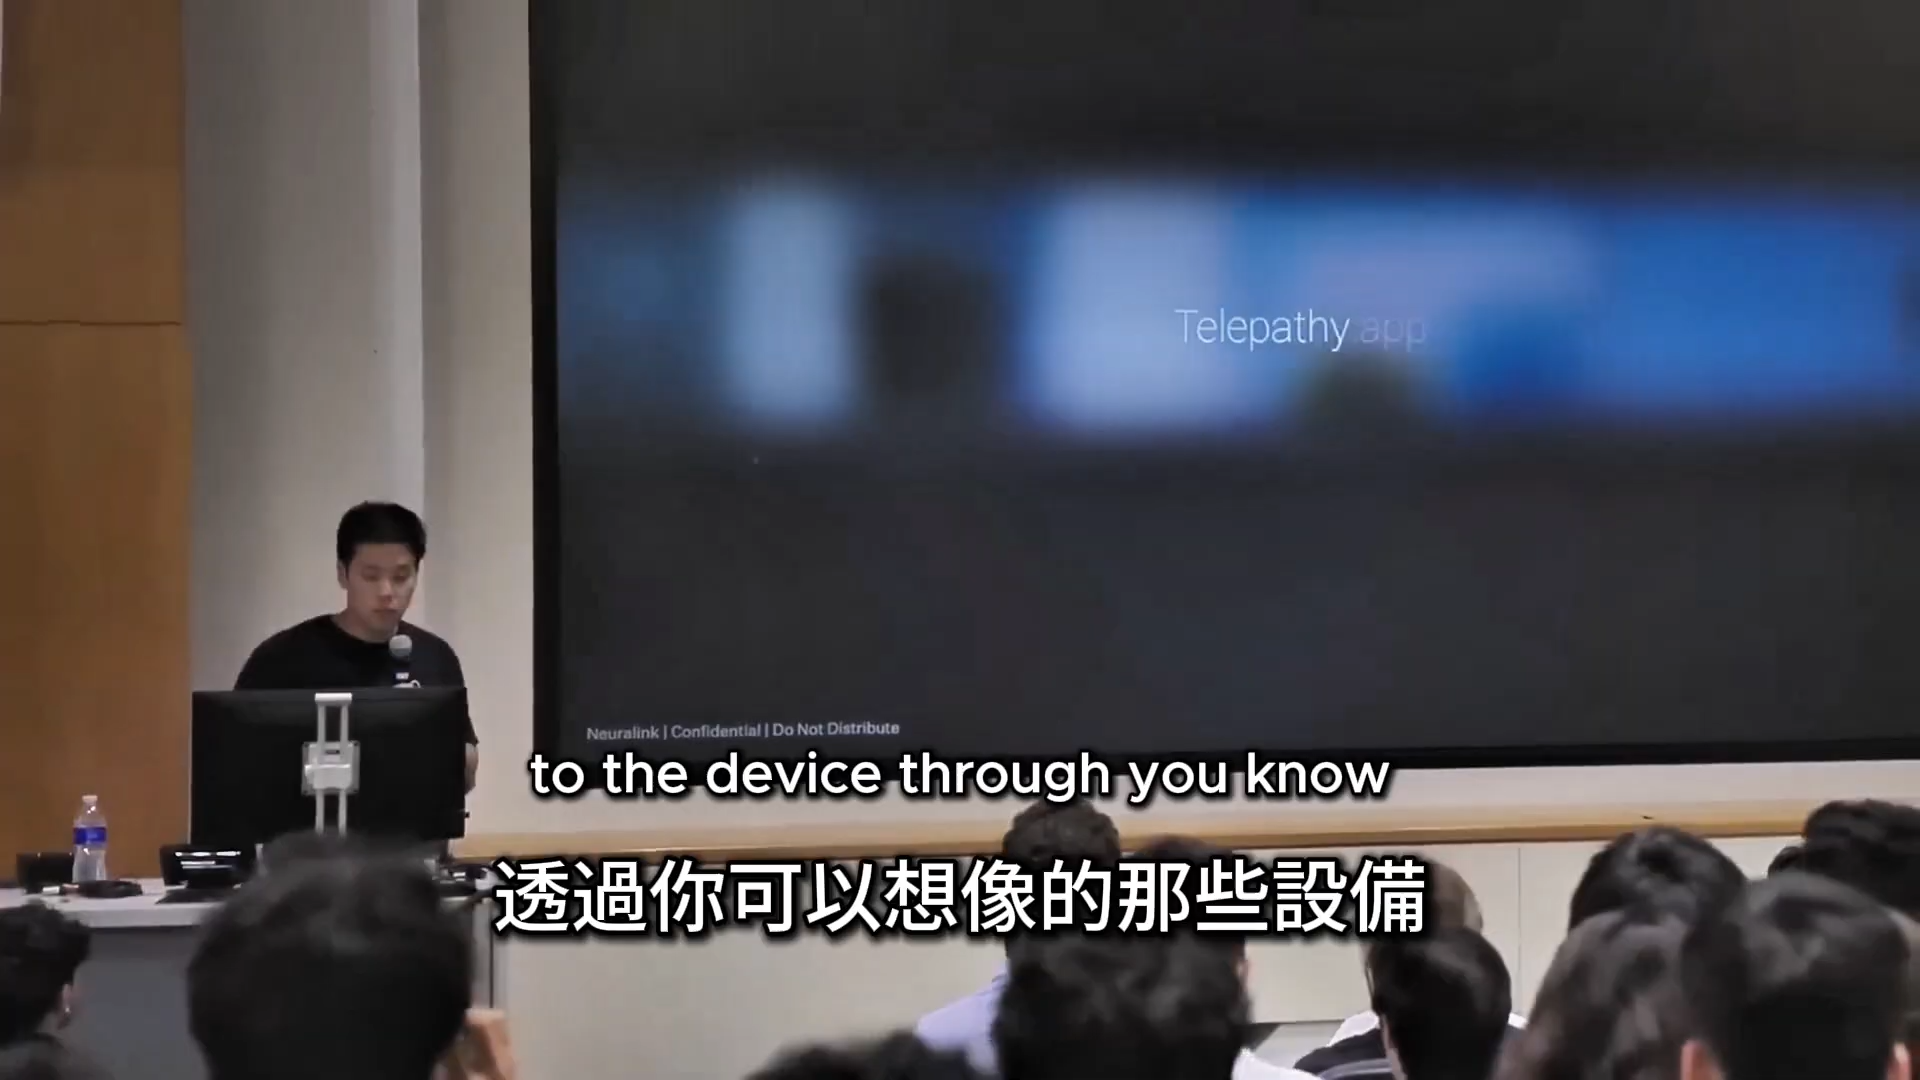 Telepathy app
Neuralink | Confidential | Do Not Distribute
to the device through you know
透過你可以想像的那些設備